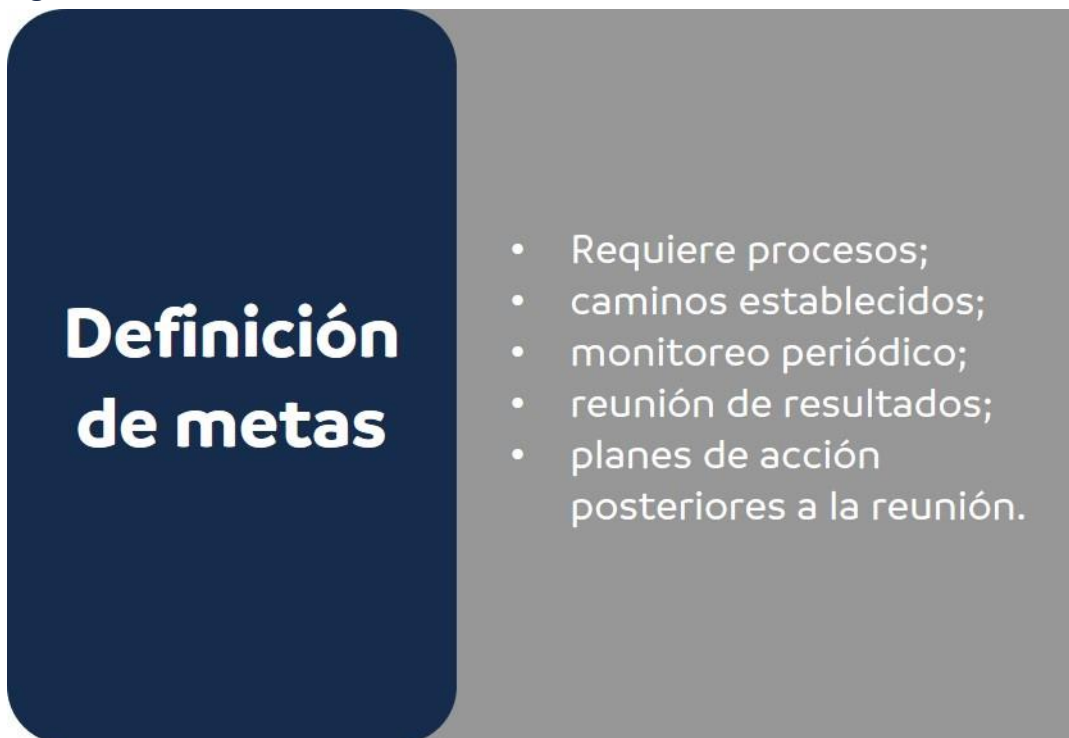 Definición
de metas
• Requiere procesos;
• caminos establecidos;
• monitoreo periódico;
• reunión de resultados;
• planes de acción
posteriores a la reunión.